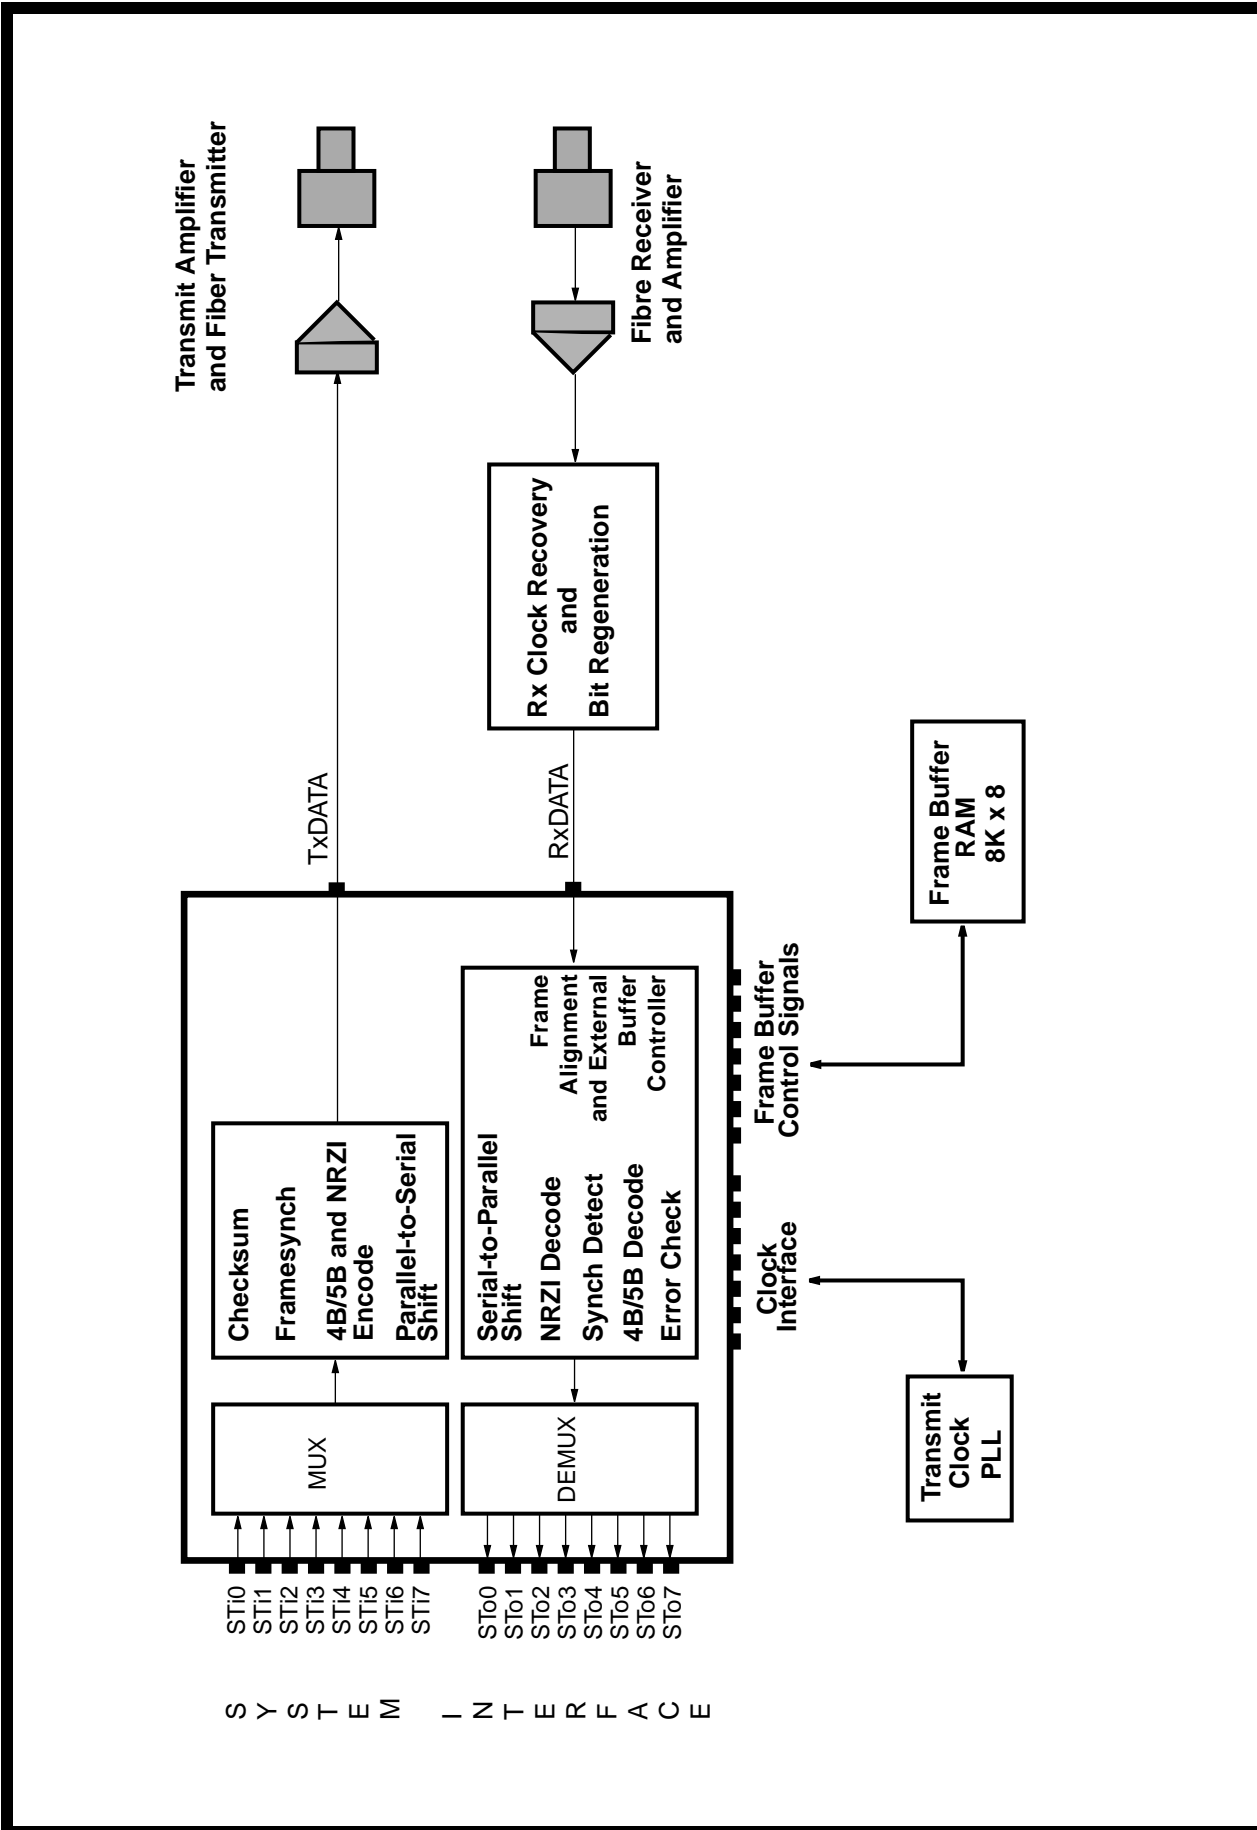 SYSTEM INTERFACE
STi0
STi1
STi2
STi3
STi4
STi5
STi6
STi7
STo0
STo1
STo2
STo3
STo4
STo5
STo6
STo7
MUX
DEMUX
Checksum
Framesynch
4B/5B and NRZI
Encode
Parallel-to-Serial
Shift
Serial-to-Parallel
Shift
NRZI Decode
Synch Detect
4B/5B Decode
Error Check
Frame
Alignment
and External
Buffer
Controller
TxDATA
RxDATA
Transmit Amplifier
and Fiber Transmitter
Rx Clock Recovery
and
Bit Regeneration
Fibre Receiver
and Amplifier
Clock
Interface
Frame Buffer
Control Signals
Transmit
Clock
PLL
Frame Buffer
RAM
8K x 8